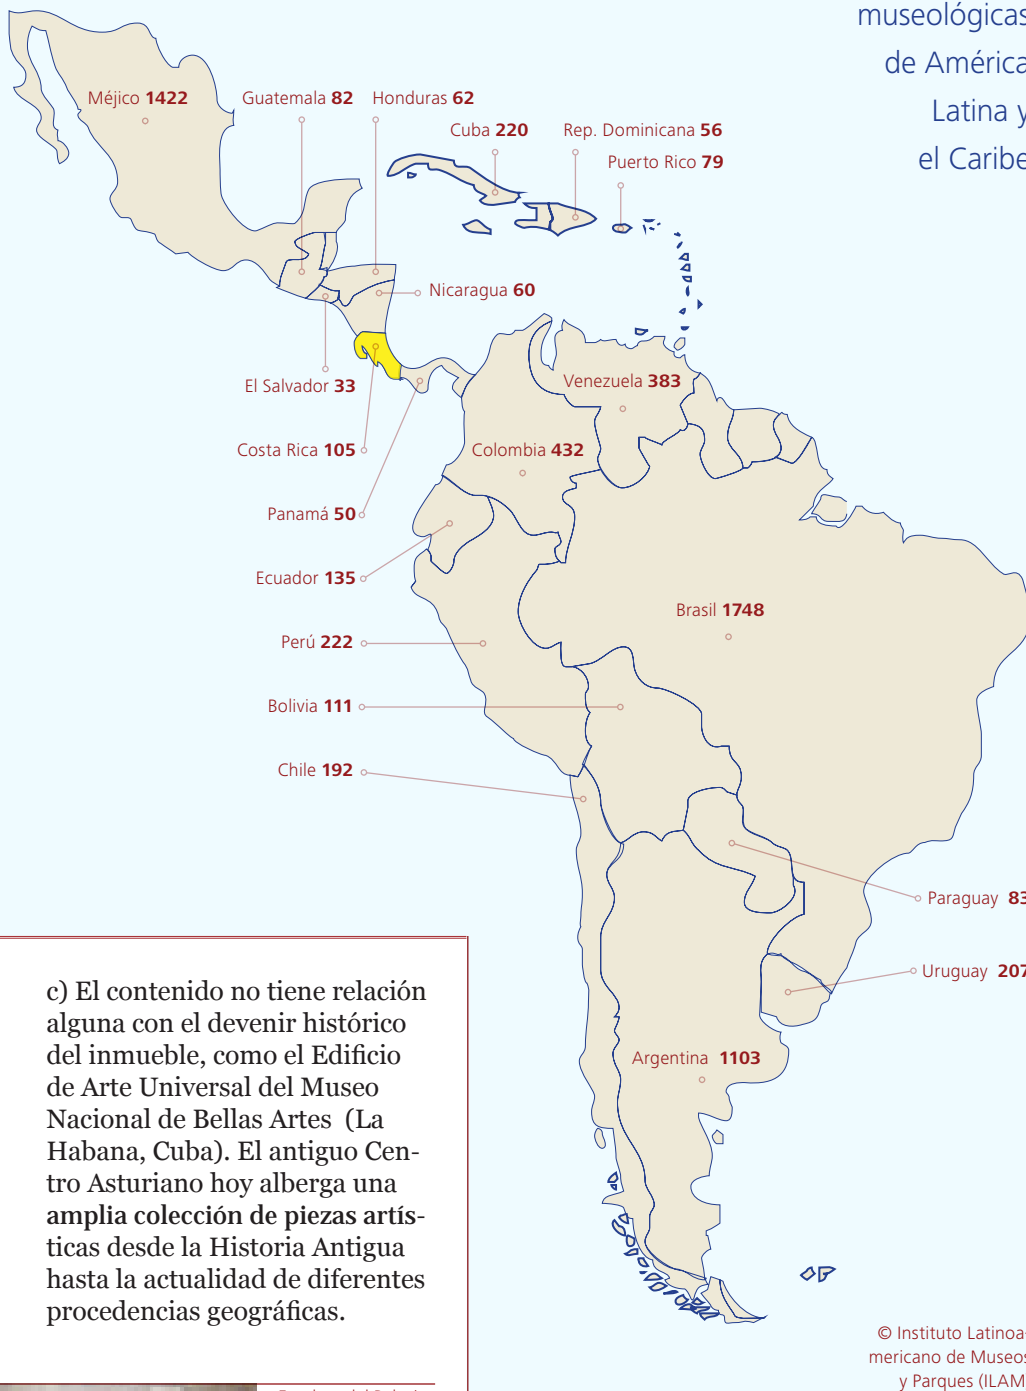 museológicas
de América
Latina y
el Caribe
Méjico 1422
Guatemala 82
Honduras 62
Cuba 220
Rep. Dominicana 56
Puerto Rico 79
Nicaragua 60
El Salvador 33
Venezuela 383
Costa Rica 105
Colombia 432
Panamá 50
Ecuador 135
Brasil 1748
Perú 222
Bolivia 111
Chile 192
Paraguay 83
Uruguay 207
Argentina 1103
c) El contenido no tiene relación
alguna con el devenir histórico
del inmueble, como el Edificio
de Arte Universal del Museo
Nacional de Bellas Artes (La
Habana, Cuba). El antiguo Cen-
tro Asturiano hoy alberga una
amplia colección de piezas artís-
ticas desde la Historia Antigua
hasta la actualidad de diferentes
procedencias geográficas.
© Instituto Latinoa-
mericano de Museos
y Parques (ILAM